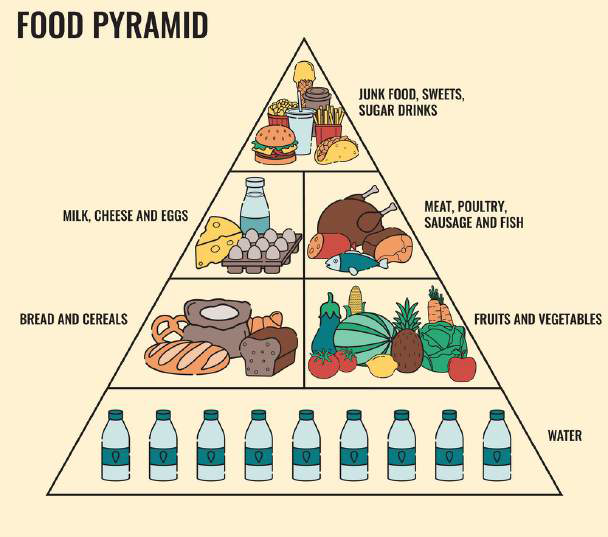 FOOD PYRAMID
JUNK FOOD, SWEETS,
SUGAR DRINKS
MILK, CHEESE AND EGGS
MEAT, POULTRY,
SAUSAGE AND FISH
BREAD AND CEREALS
FRUITS AND VEGETABLES
WATER